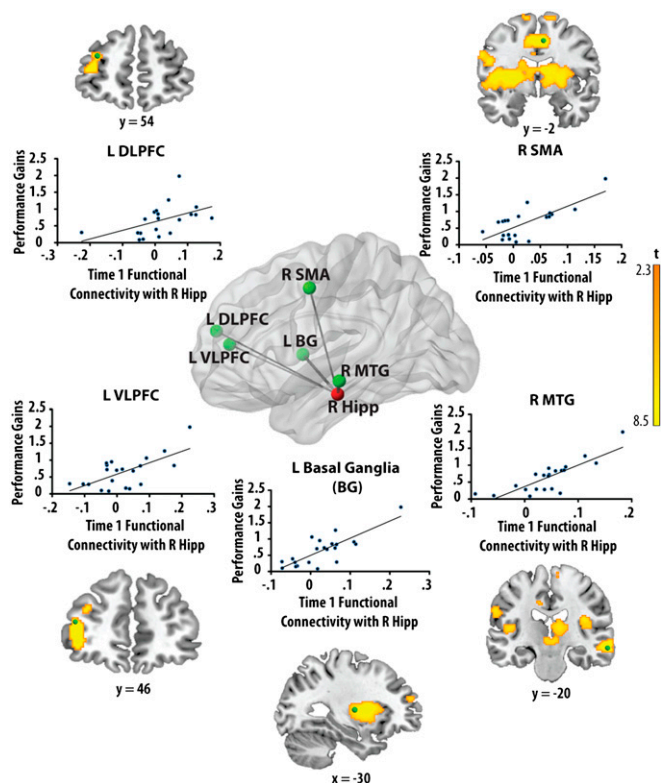 y = 54
y = -2
L DLPFC
Performance Gains
2.5
2
1.5
1
0.5
0
-.3 -.2 -.1 0 .1 .2
Time 1 Functional
Connectivity with R Hipp
R SMA
Performance Gains
2.5
2
1.5
1
.5
0
-.1 -.05 0 .05 .1 .15 .2
Time 1 Functional
Connectivity with R Hipp
t
2.3
8.5
R SMA
L DLPFC
L VLPFC
L BG
R MTG
R Hipp
L VLPFC
Performance Gains
2.5
2
1.5
1
.5
0
-.2 -.1 0 .1 .2 .3
Time 1 Functional
Connectivity with R Hipp
R MTG
Performance Gains
2.5
2
1.5
1
.5
0
-.1 0 .1 .2
Time 1 Functional
Connectivity with R Hipp
L Basal Ganglia
(BG)
Performance Gains
2.5
2
1.5
1
.5
0
-.1 0 .1 .2 .3
Time 1 Functional
Connectivity with R Hipp
y = 46
y = -20
x = -30